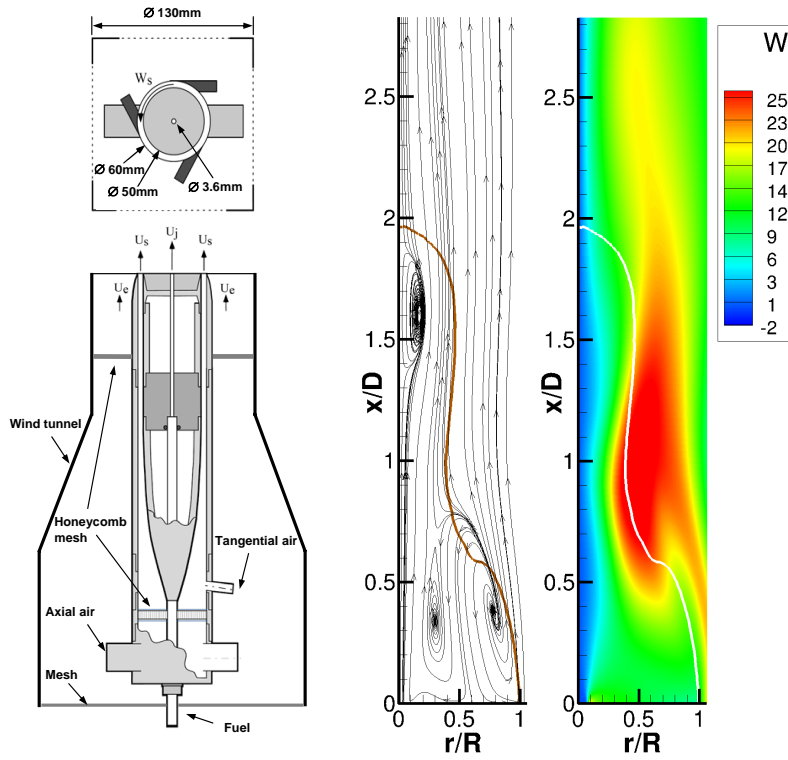 Ø 130mm
Ws
Ø 60mm
Ø 50mm
Ø 3.6mm
Us
Uj
Us
Ue
Ue
Wind tunnel
Honeycomb
mesh
Tangential air
Axial air
Mesh
Fuel
x/D
2.5
2
1.5
1
0.5
0
0 0.5 1
r/R
x/D
2.5
2
1.5
1
0.5
0
0 0.5 1
r/R
W
25
23
20
17
14
12
9
6
3
1
-2